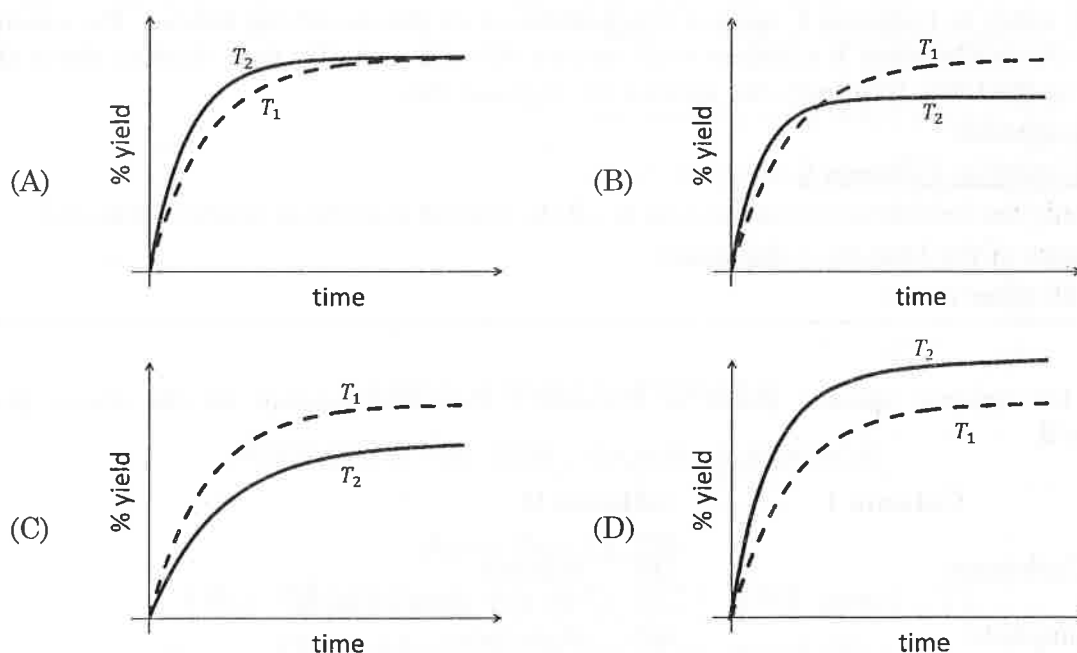 (A)
% yield
T₂
T₁
time
(B)
% yield
T₁
T₂
time
(C)
% yield
T₁
T₂
time
(D)
% yield
T₂
T₁
time